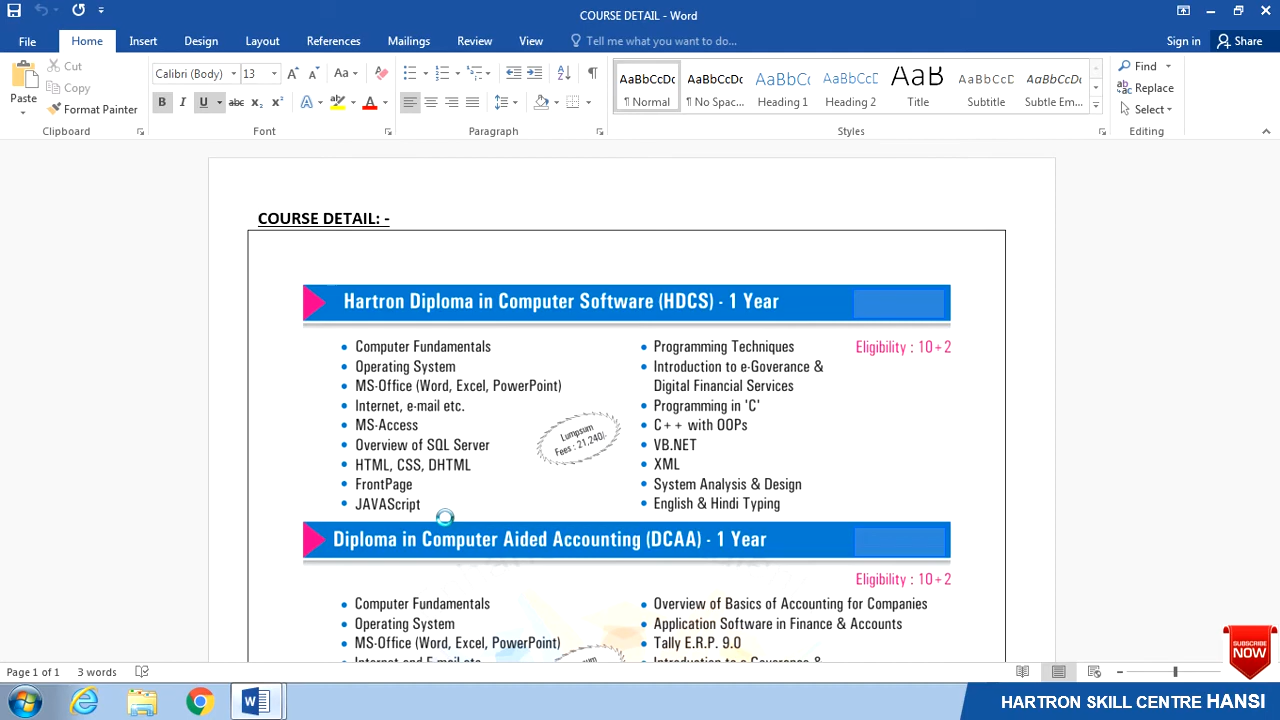 COURSE DETAIL - Word
File Home Insert Design Layout References Mailings Review View Tell me what you want to do... Sign in Share
Paste
Cut
Copy
Format Painter
Clipboard
Calibri (Body) 13
Font
Paragraph
AaBbCcDc ¶ Normal
AaBbCcDc ¶ No Spac...
AaBbCc Heading 1
AaBbCcD Heading 2
AaB Title
AaBbCcD Subtitle
AaBbCcDc Subtle Em...
Styles
Find
Replace
Select
Editing
COURSE DETAIL: -
Hartron Diploma in Computer Software (HDCS) - 1 Year
Eligibility : 10+2
• Computer Fundamentals
• Operating System
• MS-Office (Word, Excel, PowerPoint)
• Internet, e-mail etc.
• MS-Access
• Overview of SQL Server
• HTML, CSS, DHTML
• FrontPage
• JAVAScript
Lumpsum
Fees : 21,240/-
• Programming Techniques
• Introduction to e-Goverance &
Digital Financial Services
• Programming in 'C'
• C++ with OOPs
• VB.NET
• XML
• System Analysis & Design
• English & Hindi Typing
Diploma in Computer Aided Accounting (DCAA) - 1 Year
Eligibility : 10+2
• Computer Fundamentals
• Operating System
• MS-Office (Word, Excel, PowerPoint)
• Overview of Basics of Accounting for Companies
• Application Software in Finance & Accounts
• Tally E.R.P. 9.0
Page 1 of 1 3 words
SUBSCRIBE
NOW
HARTRON SKILL CENTRE HANSI